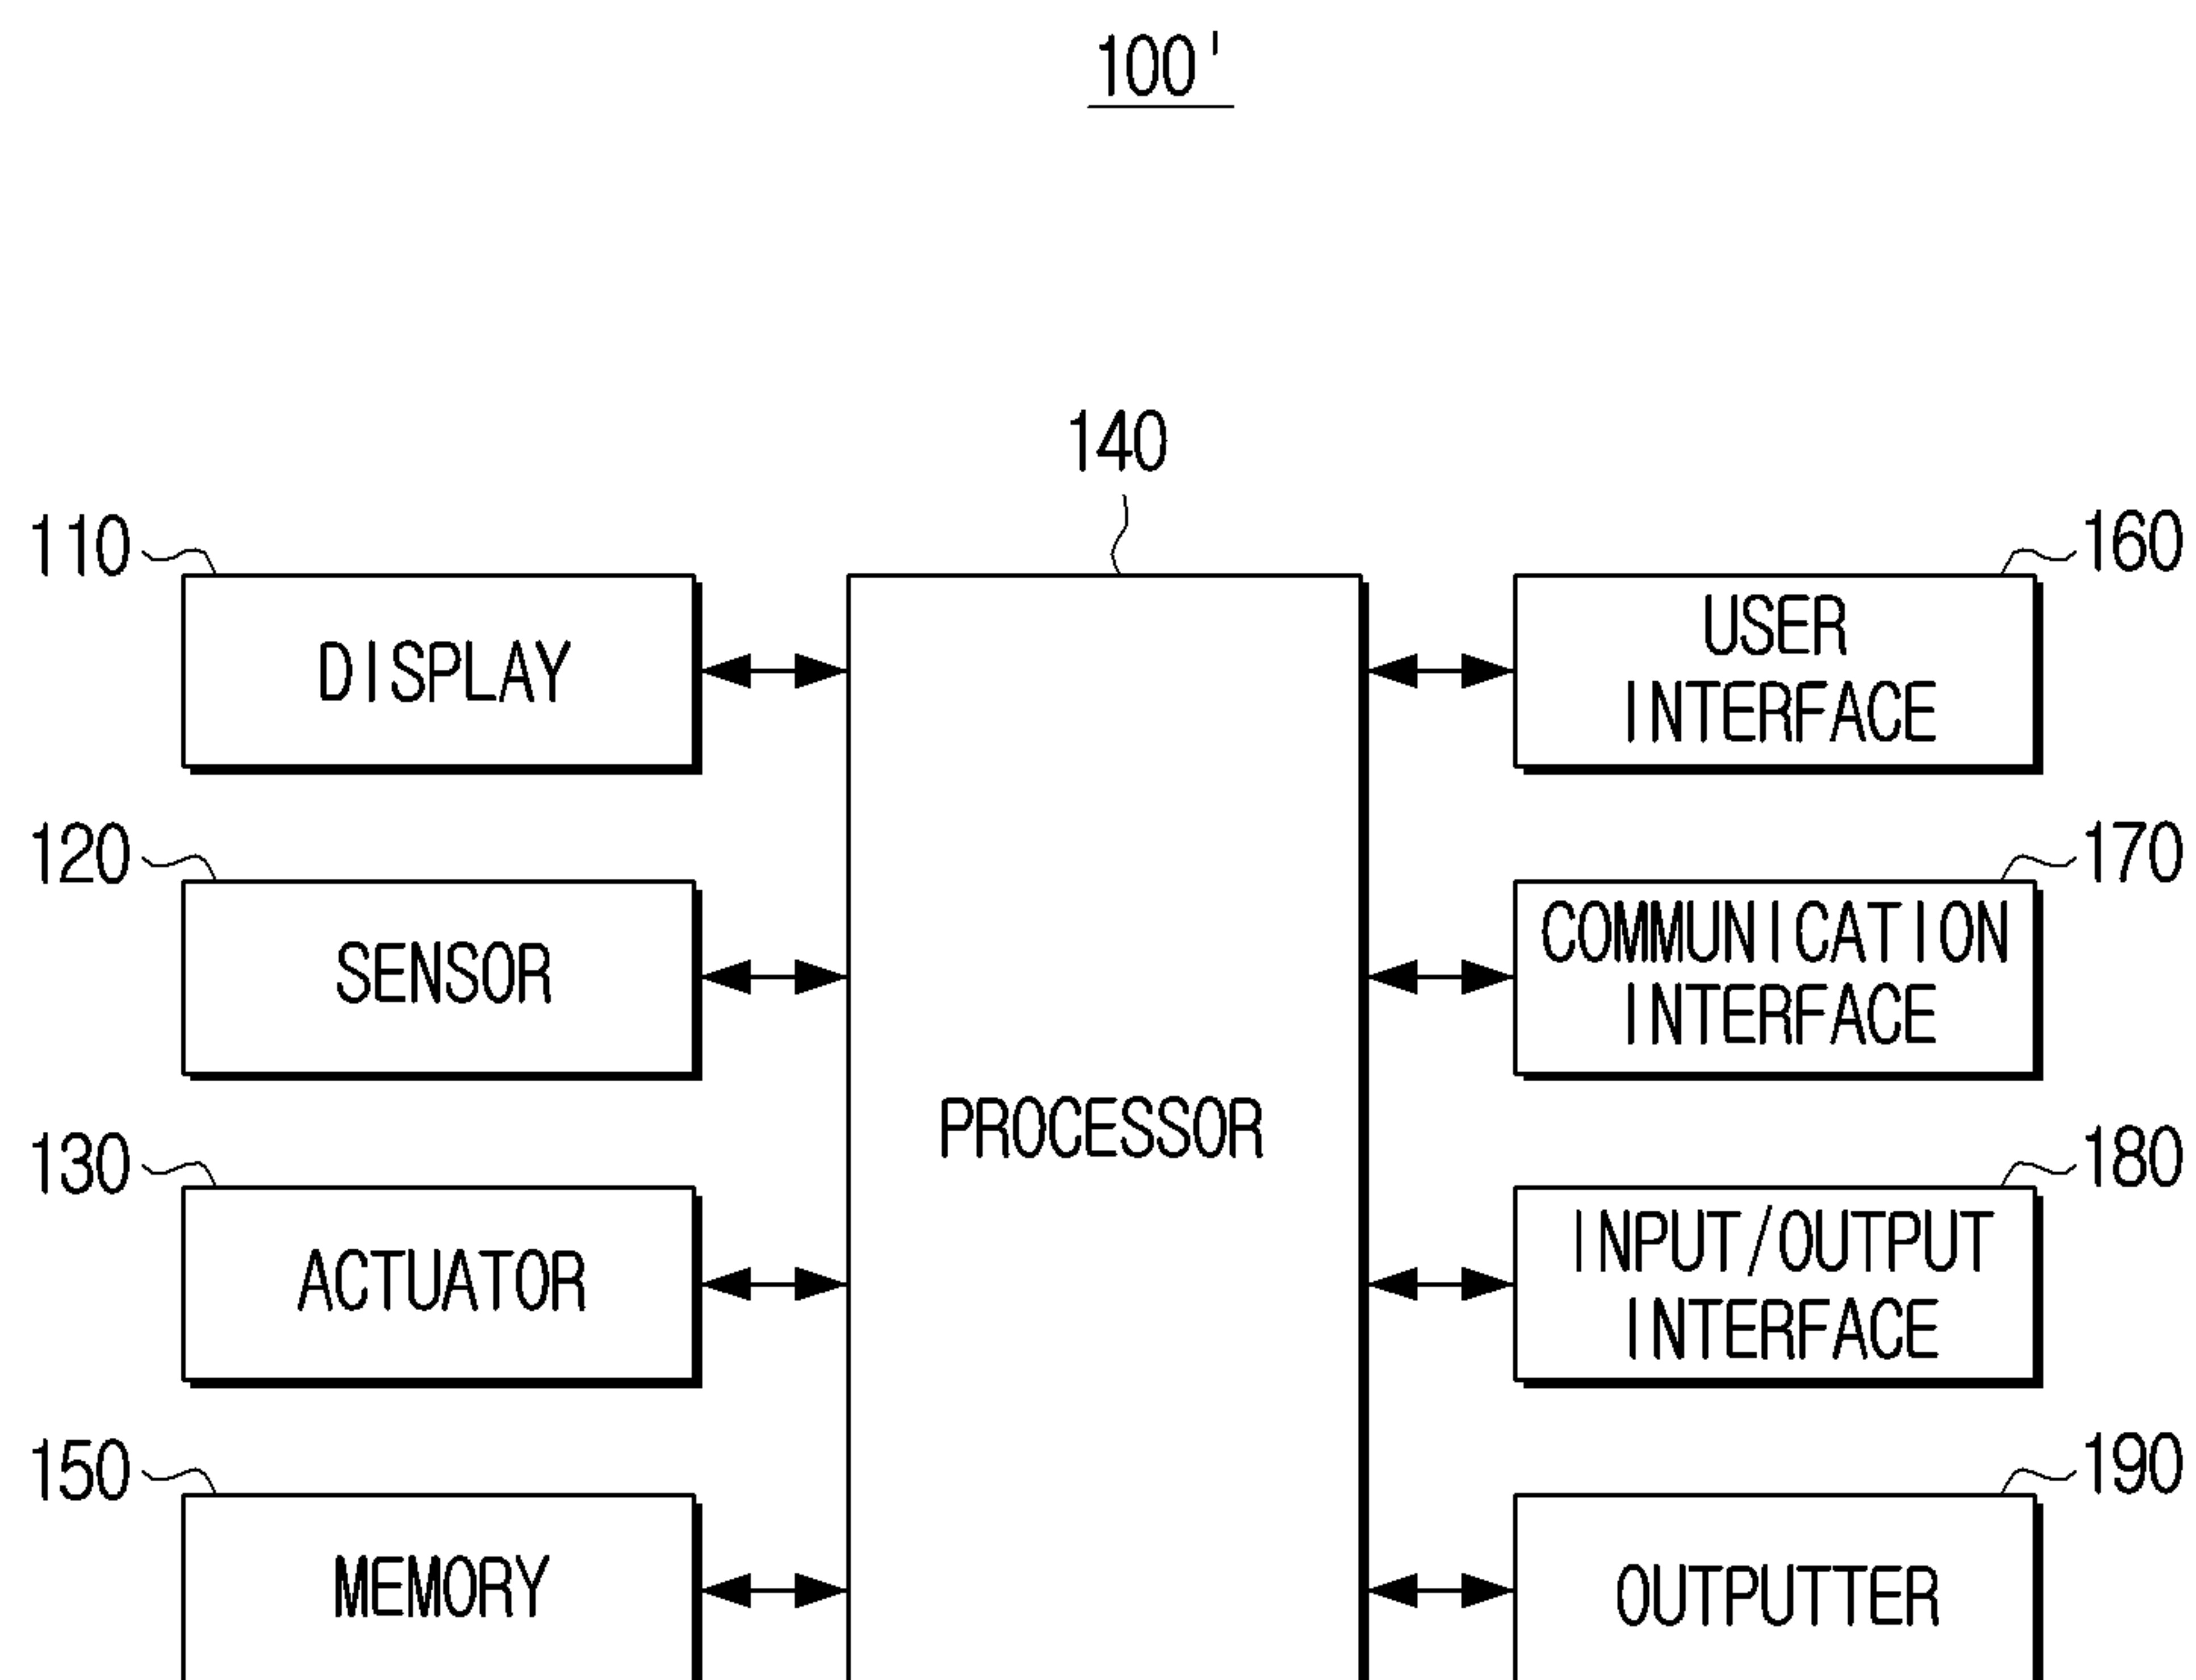 100'
140
110
160
DISPLAY
USER
INTERFACE
120
170
SENSOR
COMMUNICATION
INTERFACE
PROCESSOR
130
180
ACTUATOR
INPUT/OUTPUT
INTERFACE
150
190
MEMORY
OUTPUTTER